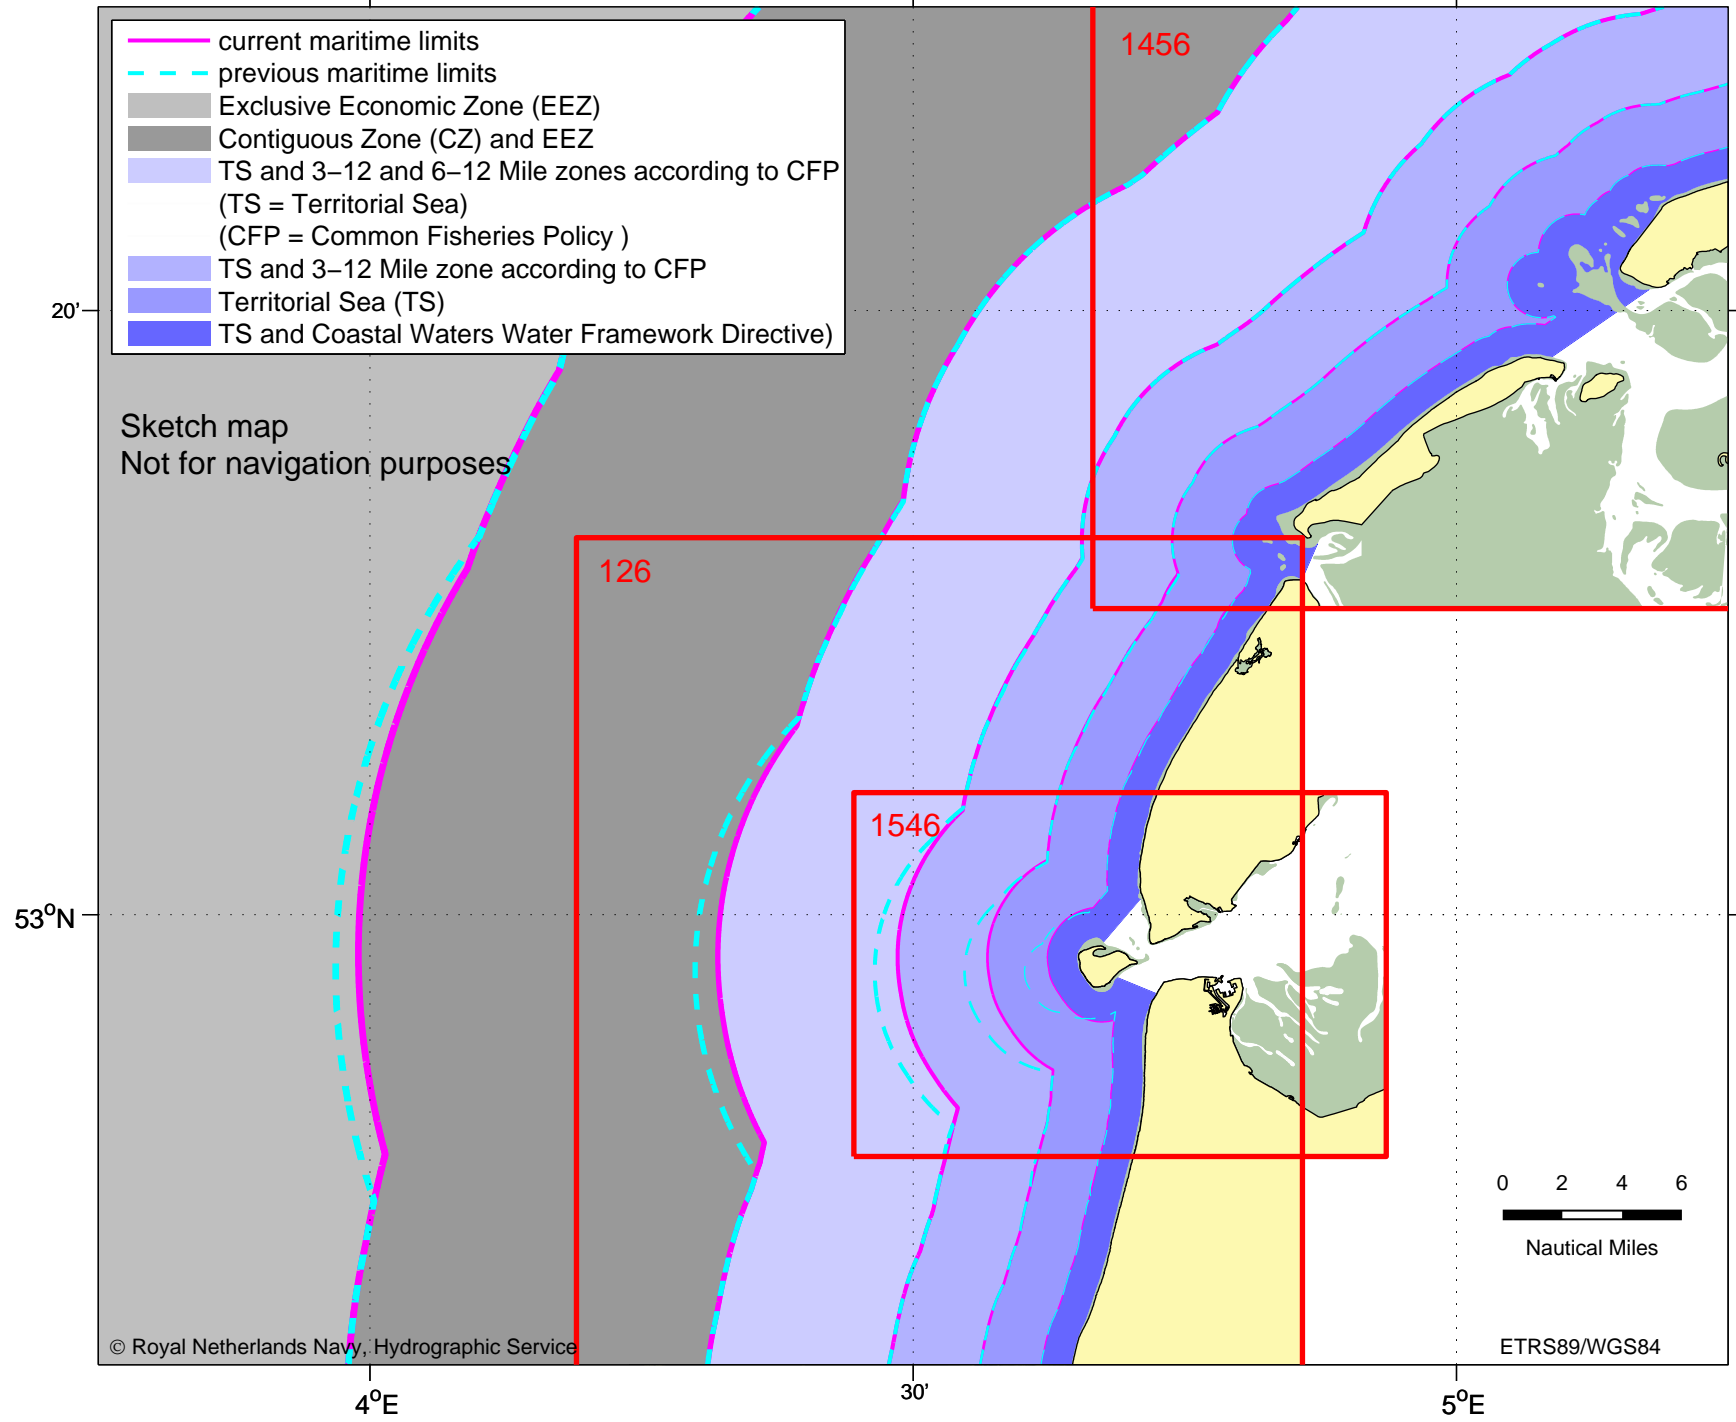 current maritime limits
previous maritime limits
Exclusive Economic Zone (EEZ)
Contiguous Zone (CZ) and EEZ
TS and 3−12 and 6−12 Mile zones according to CFP
(TS = Territorial Sea)
(CFP = Common Fisheries Policy )
TS and 3−12 Mile zone according to CFP
Territorial Sea (TS)
TS and Coastal Waters Water Framework Directive)
1456
20'
Sketch map
Not for navigation purposes
126
1546
53°N
0 2 4 6
Nautical Miles
© Royal Netherlands Navy, Hydrographic Service
ETRS89/WGS84
4°E
30'
5°E